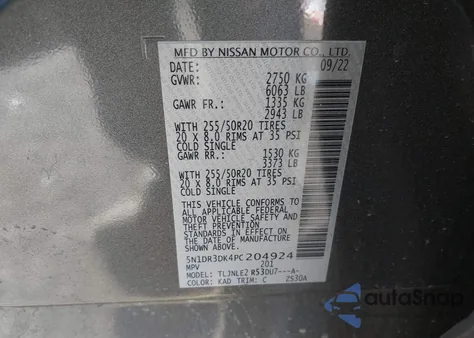 MFD BY NISSAN MOTOR CO., LTD.
DATE: 09/22
GVWR: 2750 KG
6063 LB
GAWR FR.: 1335 KG
2943 LB
WITH 255/50R20 TIRES
20 X 8.0 RIMS AT 35 PSI
COLD SINGLE
GAWR RR.: 1530 KG
3373 LB
WITH 255/50R20 TIRES
20 X 8.0 RIMS AT 35 PSI
COLD SINGLE
THIS VEHICLE CONFORMS TO
ALL APPLICABLE FEDERAL
MOTOR VEHICLE SAFETY AND
THEFT PREVENTION
STANDARDS IN EFFECT ON
THE DATE OF MANUFACTURE
SHOWN ABOVE.
5N1DR3DK4PC204924
MPV 201
MODEL: TLJNLE2 R53DU7---A-
COLOR: KAD TRIM: C ZS30A
autoSnap